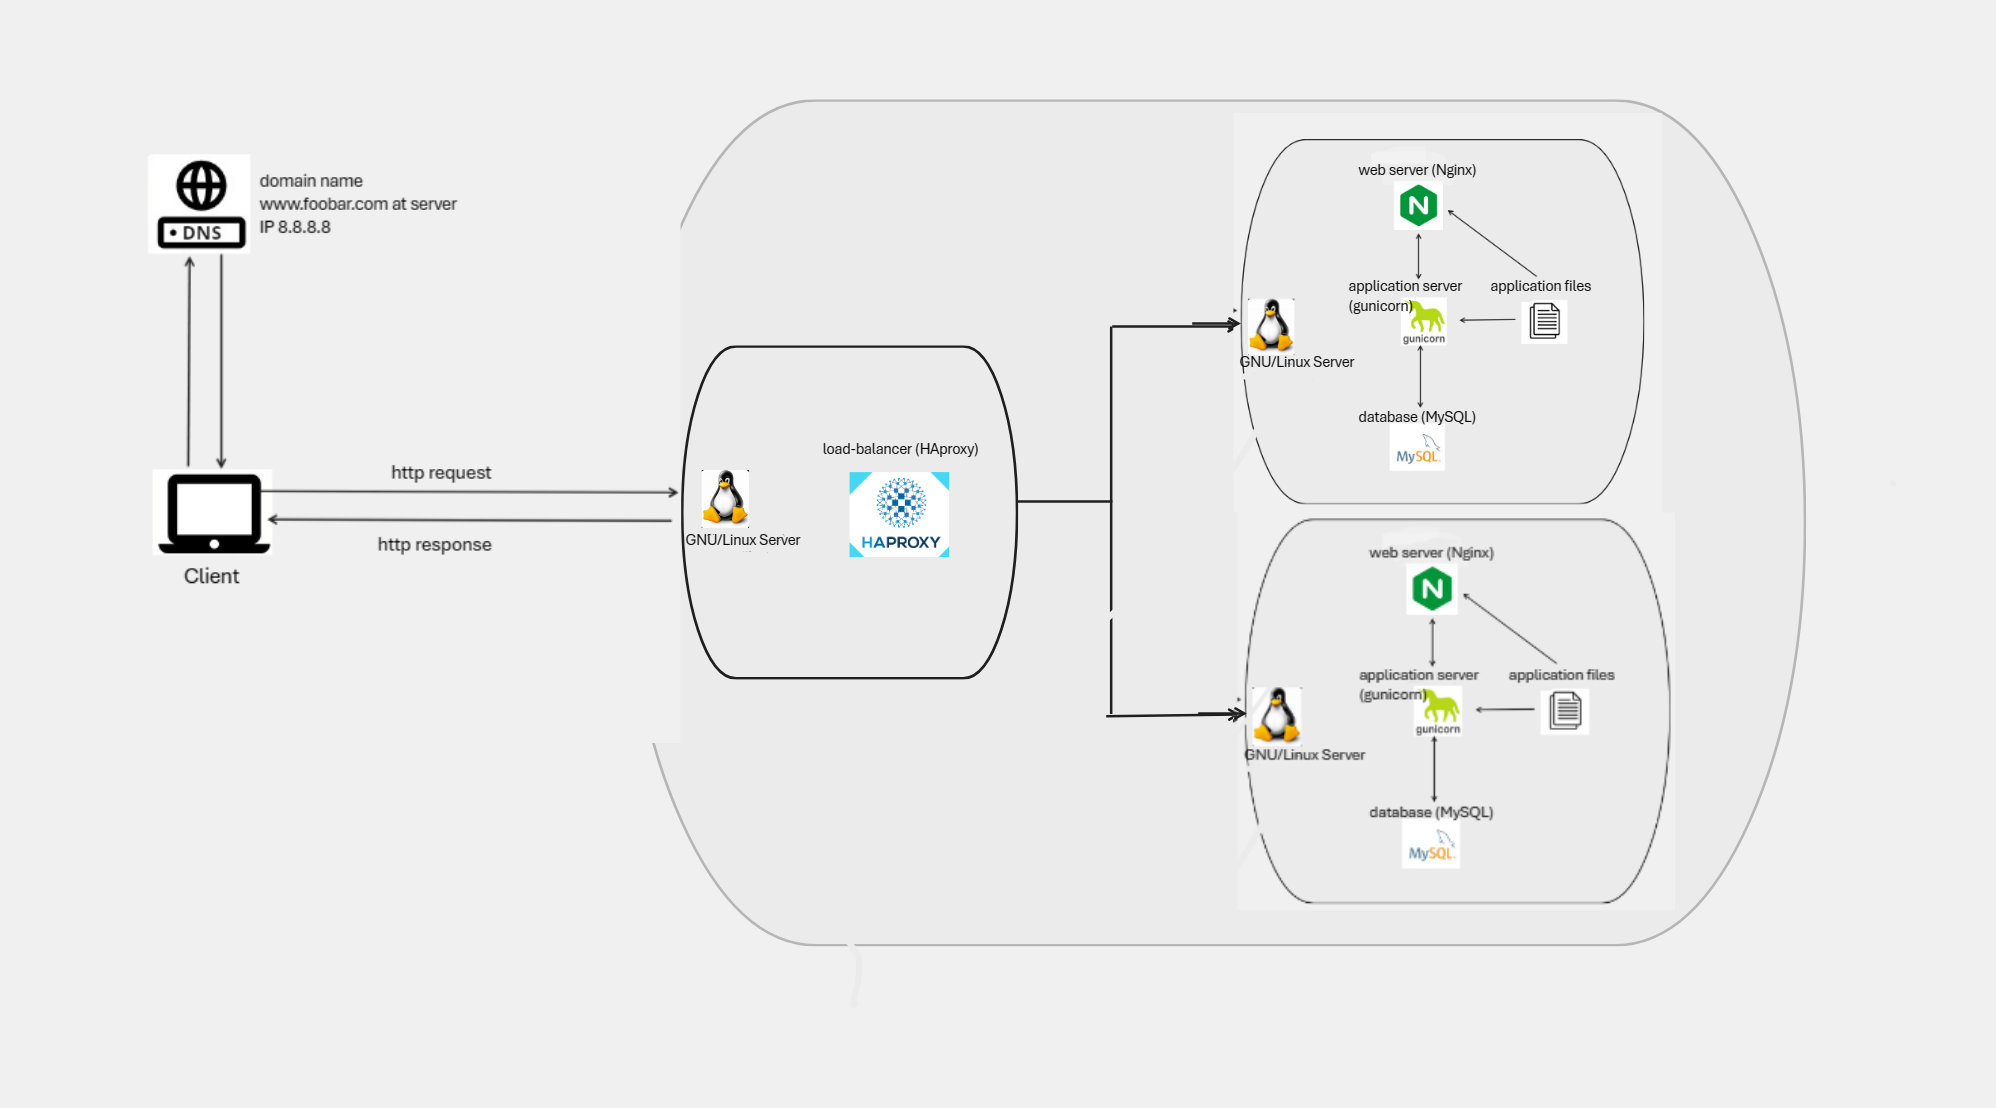 domain name
www.foobar.com at server
IP 8.8.8.8
DNS
http request
http response
Client
GNU/Linux Server
load-balancer (HAproxy)
HAPROXY
web server (Nginx)
N
application server
(gunicorn)
gunicorn
application files
GNU/Linux Server
database (MySQL)
MySQL
web server (Nginx)
N
application server
(gunicorn)
gunicorn
application files
GNU/Linux Server
database (MySQL)
MySQL